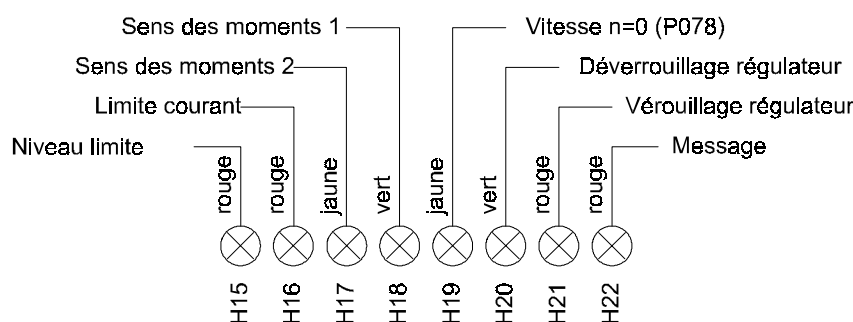 Sens des moments 1
Vitesse n=0 (P078)
Sens des moments 2
Déverrouillage régulateur
Limite courant
Vérouillage régulateur
Niveau limite
Message
rouge
rouge
jaune
vert
jaune
vert
rouge
rouge
H15
H16
H17
H18
H19
H20
H21
H22